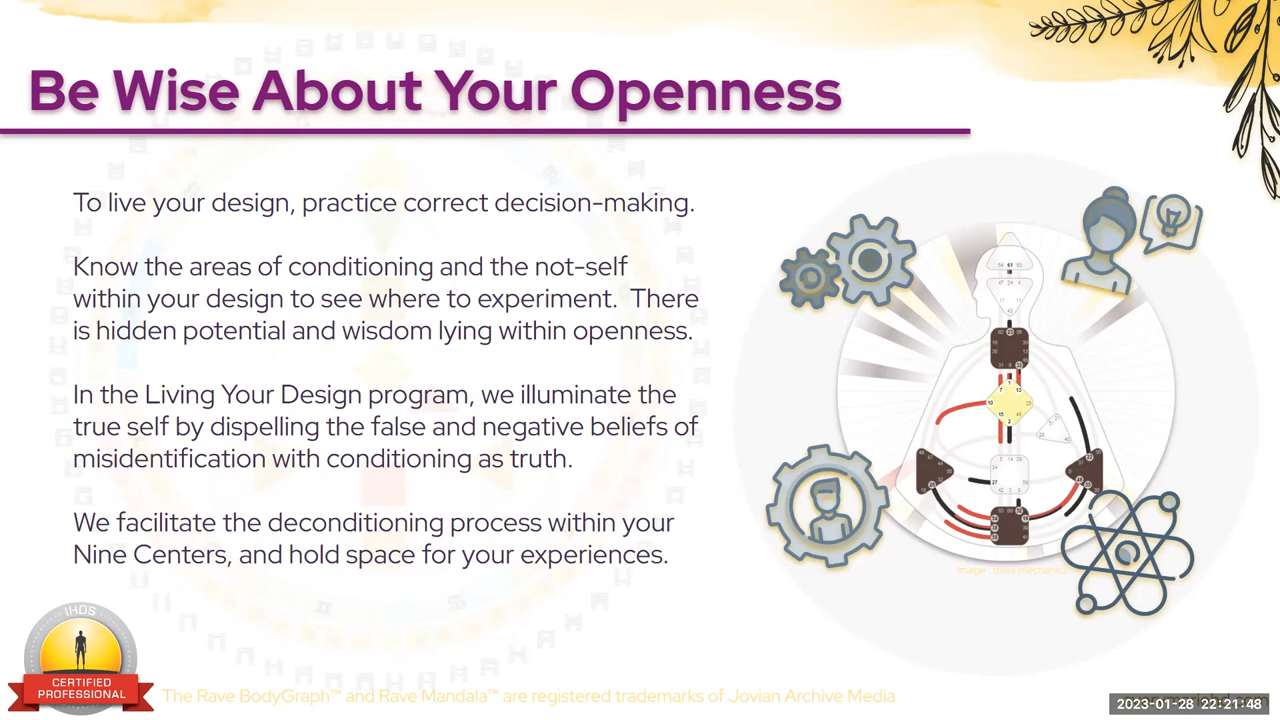 Be Wise About Your Openness
To live your design, practice correct decision-making.
Know the areas of conditioning and the not-self
within your design to see where to experiment.  There
is hidden potential and wisdom lying within openness.
In the Living Your Design program, we illuminate the
true self by dispelling the false and negative beliefs of
misidentification with conditioning as truth.
We facilitate the deconditioning process within your
Nine Centers, and hold space for your experiences.
IHDS
CERTIFIED
PROFESSIONAL
The Rave BodyGraph™ and Rave Mandala™ are registered trademarks of Jovian Archive Media
2023-01-28 22:21:48